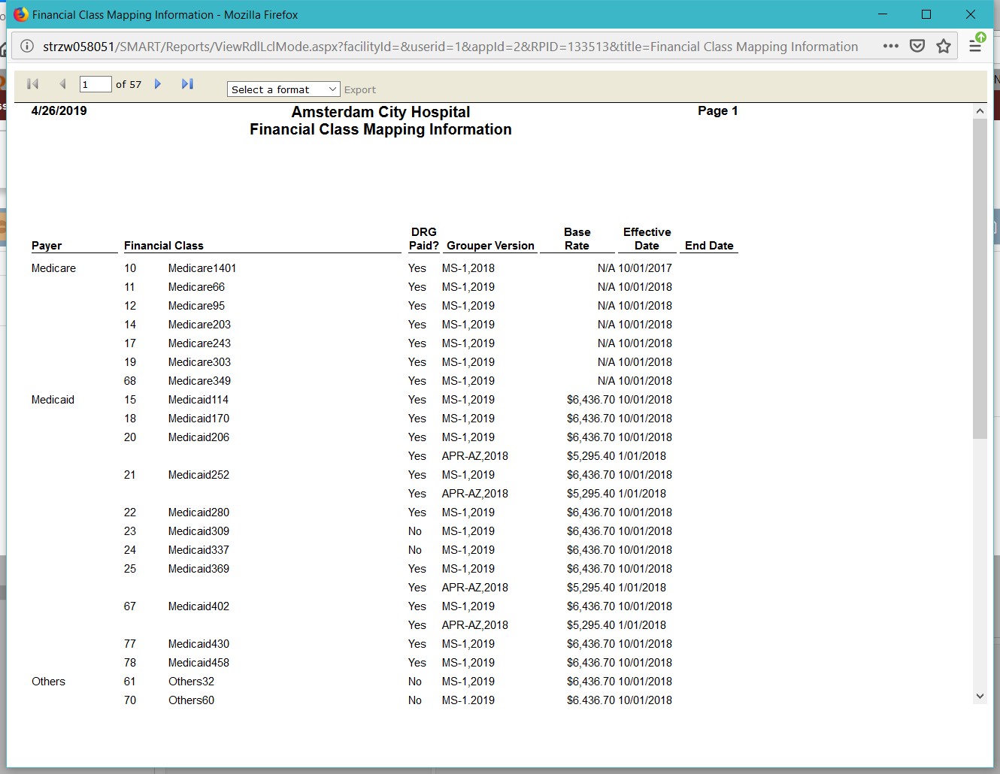 Financial Class Mapping Information - Mozilla Firefox
strzw058051/SMART/Reports/ViewRdlLclMode.aspx?facilityId=&userid=1&appId=2&RPID=133513&title=Financial Class Mapping Information
1 of 57 Select a format Export
4/26/2019 Amsterdam City Hospital Page 1
Financial Class Mapping Information
DRG Base Effective
Payer Financial Class Paid? Grouper Version Rate Date End Date
Medicare 10 Medicare1401 Yes MS-1,2018 N/A 10/01/2017
11 Medicare66 Yes MS-1,2019 N/A 10/01/2018
12 Medicare95 Yes MS-1,2019 N/A 10/01/2018
14 Medicare203 Yes MS-1,2019 N/A 10/01/2018
17 Medicare243 Yes MS-1,2019 N/A 10/01/2018
19 Medicare303 Yes MS-1,2019 N/A 10/01/2018
68 Medicare349 Yes MS-1,2019 N/A 10/01/2018
Medicaid 15 Medicaid114 Yes MS-1,2019 $6,436.70 10/01/2018
18 Medicaid170 Yes MS-1,2019 $6,436.70 10/01/2018
20 Medicaid206 Yes MS-1,2019 $6,436.70 10/01/2018
Yes APR-AZ,2018 $5,295.40 1/01/2018
21 Medicaid252 Yes MS-1,2019 $6,436.70 10/01/2018
Yes APR-AZ,2018 $5,295.40 1/01/2018
22 Medicaid280 Yes MS-1,2019 $6,436.70 10/01/2018
23 Medicaid309 No MS-1,2019 $6,436.70 10/01/2018
24 Medicaid337 No MS-1,2019 $6,436.70 10/01/2018
25 Medicaid369 Yes MS-1,2019 $6,436.70 10/01/2018
Yes APR-AZ,2018 $5,295.40 1/01/2018
67 Medicaid402 Yes MS-1,2019 $6,436.70 10/01/2018
Yes APR-AZ,2018 $5,295.40 1/01/2018
77 Medicaid430 Yes MS-1,2019 $6,436.70 10/01/2018
78 Medicaid458 Yes MS-1,2019 $6,436.70 10/01/2018
Others 61 Others32 No MS-1,2019 $6,436.70 10/01/2018
70 Others60 No MS-1.2019 $6.436.70 10/01/2018